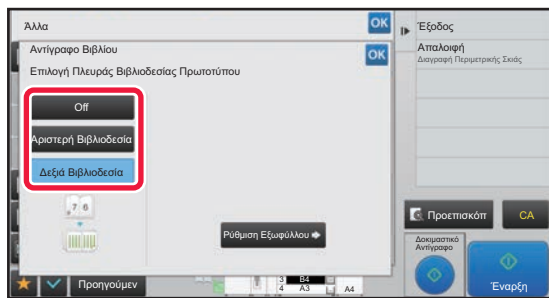 Άλλα
OK
Αντίγραφο Βιβλίου
OK
Επιλογή Πλευράς Βιβλιοδεσίας Πρωτοτύπου
Off
Αριστερή Βιβλιοδεσία
Δεξιά Βιβλιοδεσία
7 6
Ρύθμιση Εξωφύλλου
Προηγούμεν
3 B4
4 A3
A4
Έξοδος
Απαλοιφή
Διαγραφή Περιμετρικής Σκιάς
Προεπισκόπ
CA
Δοκιμαστικό
Αντίγραφο
Έναρξη